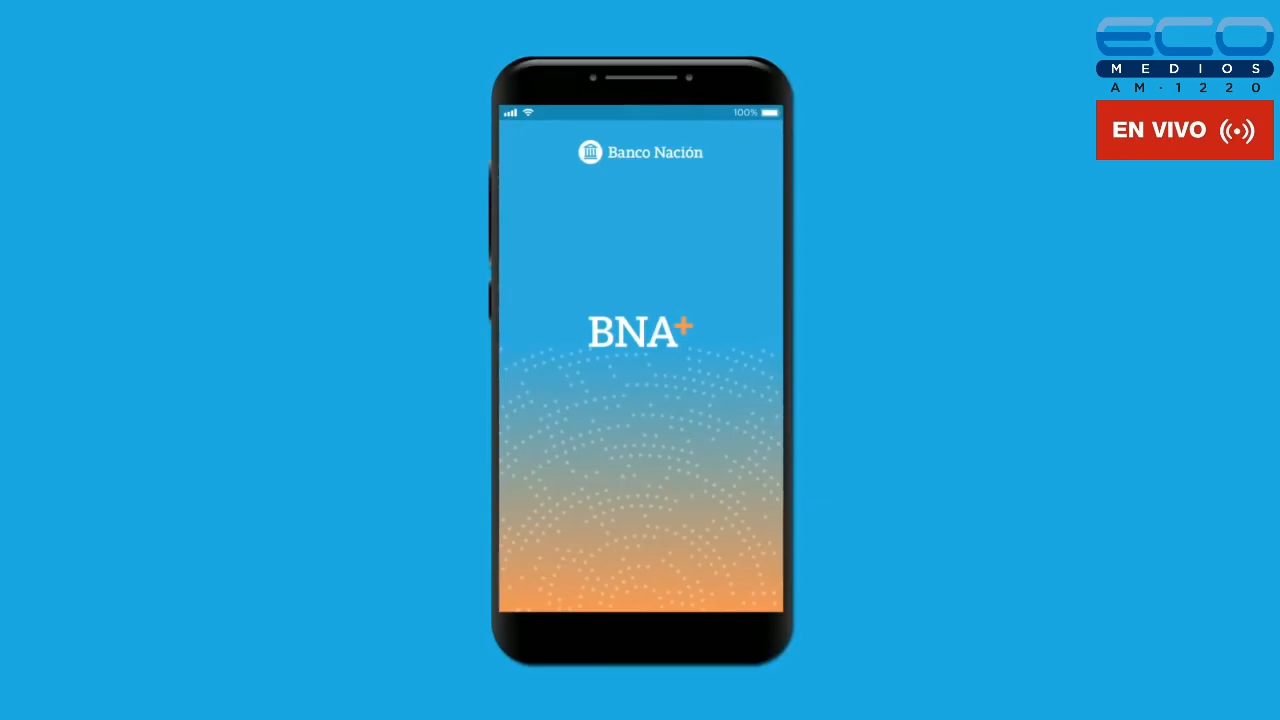 ECO
MEDIOS
AM·1220
EN VIVO
100%
Banco Nación
BNA+